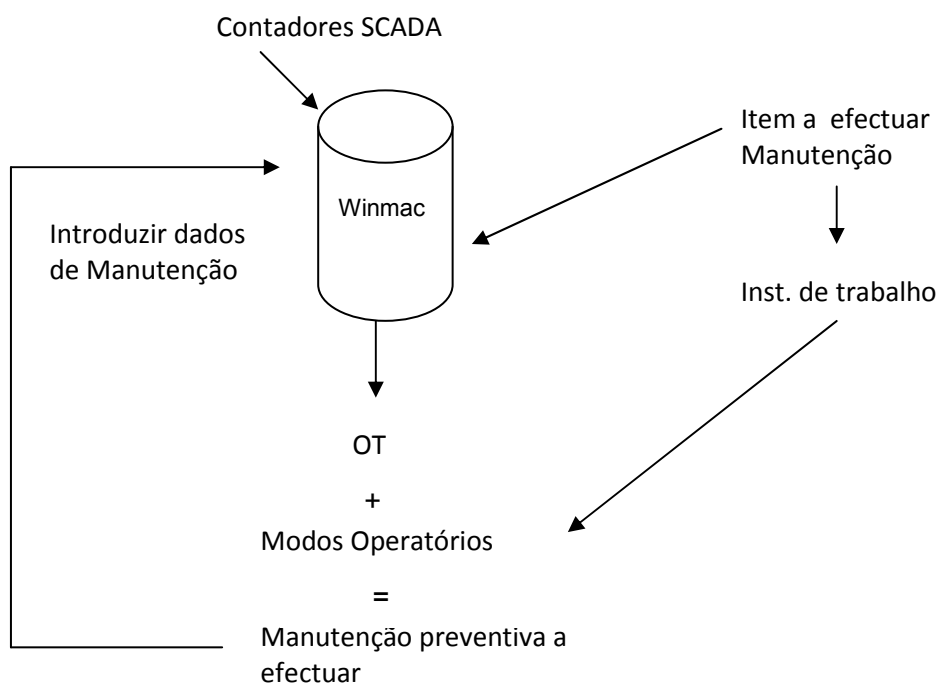 Contadores SCADA
Item a efectuar
Manutenção
Winmac
Introduzir dados
de Manutenção
Inst. de trabalho
OT
+
Modos Operatórios
=
Manutenção preventiva a
efectuar